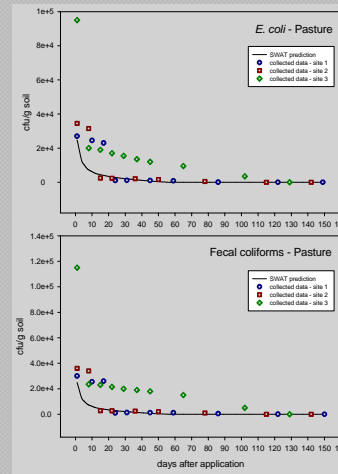 E. coli - Pasture
SWAT prediction
collected data - site 1
collected data - site 2
collected data - site 3
cfu/g soil
1e+5
8e+4
6e+4
4e+4
2e+4
0
0 10 20 30 40 50 60 70 80 90 100 110 120 130 140 150
Fecal coliforms - Pasture
SWAT prediction
collected data - site 1
collected data - site 2
collected data - site 3
cfu/g soil
1.4e+5
1.2e+5
1.0e+5
8.0e+4
6.0e+4
4.0e+4
2.0e+4
0.0
0 10 20 30 40 50 60 70 80 90 100 110 120 130 140 150
days after application